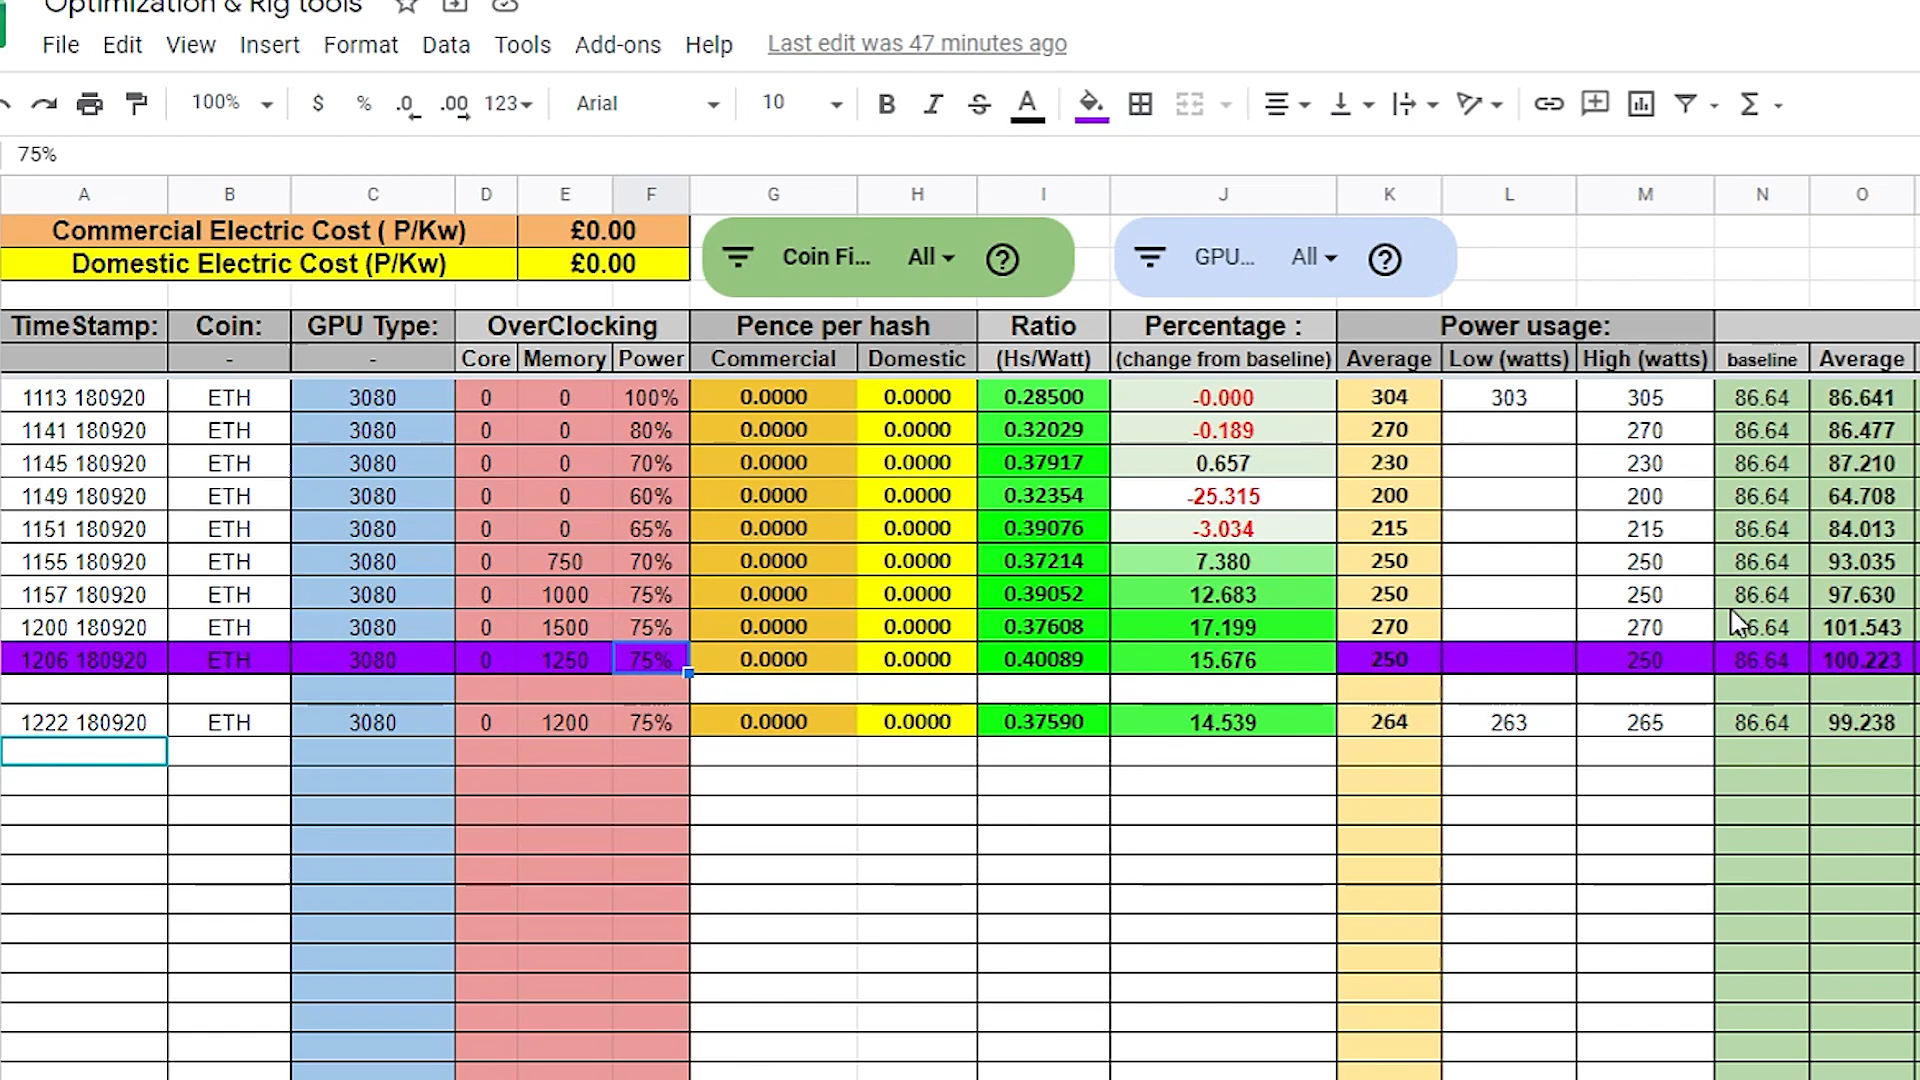 Optimization & Rig tools
File Edit View Insert Format Data Tools Add-ons Help Last edit was 47 minutes ago
100% $ % .0 .00 123 Arial 10 B I S A
75%
A B C D E F G H I J K L M N O
Commercial Electric Cost ( P/Kw) £0.00
Domestic Electric Cost (P/Kw) £0.00
Coin Fi... All GPU... All
TimeStamp: Coin: GPU Type: OverClocking Pence per hash Ratio Percentage : Power usage:
- - Core Memory Power Commercial Domestic (Hs/Watt) (change from baseline) Average Low (watts) High (watts) baseline Average
1113 180920 ETH 3080 0 0 100% 0.0000 0.0000 0.28500 -0.000 304 303 305 86.64 86.641
1141 180920 ETH 3080 0 0 80% 0.0000 0.0000 0.32029 -0.189 270 270 86.64 86.477
1145 180920 ETH 3080 0 0 70% 0.0000 0.0000 0.37917 0.657 230 230 86.64 87.210
1149 180920 ETH 3080 0 0 60% 0.0000 0.0000 0.32354 -25.315 200 200 86.64 64.708
1151 180920 ETH 3080 0 0 65% 0.0000 0.0000 0.39076 -3.034 215 215 86.64 84.013
1155 180920 ETH 3080 0 750 70% 0.0000 0.0000 0.37214 7.380 250 250 86.64 93.035
1157 180920 ETH 3080 0 1000 75% 0.0000 0.0000 0.39052 12.683 250 250 86.64 97.630
1200 180920 ETH 3080 0 1500 75% 0.0000 0.0000 0.37608 17.199 270 270 86.64 101.543
1206 180920 ETH 3080 0 1250 75% 0.0000 0.0000 0.40089 15.676 250 250 86.64 100.223
1222 180920 ETH 3080 0 1200 75% 0.0000 0.0000 0.37590 14.539 264 263 265 86.64 99.238